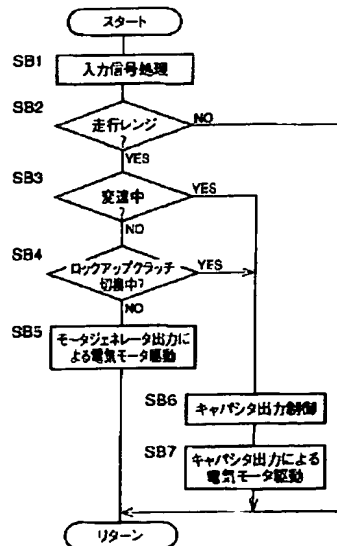 スタート
SB1
入力信号処理
SB2
走行レンジ
?
NO
YES
SB3
変速中
?
YES
NO
SB4
ロックアップクラッチ
切換中?
YES
NO
SB5
モータジェネレータ出力に
よる電気モータ駆動
SB6
キャパシタ出力制御
SB7
キャパシタ出力による
電気モータ駆動
リターン